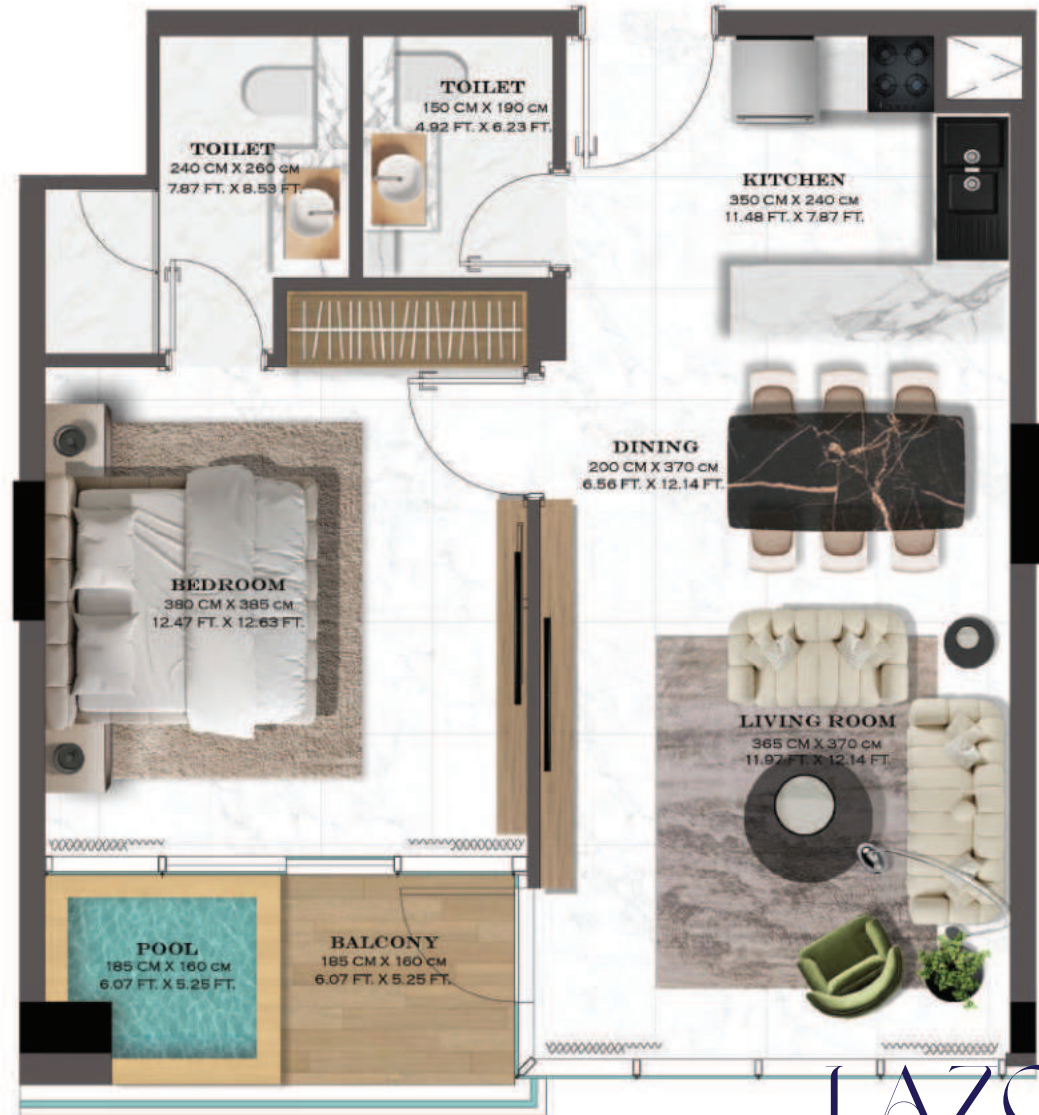 TOILET
150 CM X 190 CM
4.92 FT. X 6.23 FT.
TOILET
240 CM X 260 CM
7.87 FT. X 8.53 FT.
KITCHEN
350 CM X 240 CM
11.48 FT. X 7.87 FT.
DINING
200 CM X 370 CM
6.56 FT. X 12.14 FT.
BEDROOM
380 CM X 385 CM
12.47 FT. X 12.63 FT.
LIVING ROOM
365 CM X 370 CM
11.97 FT. X 12.14 FT.
POOL
185 CM X 160 CM
6.07 FT. X 5.25 FT.
BALCONY
185 CM X 160 CM
6.07 FT. X 5.25 FT.